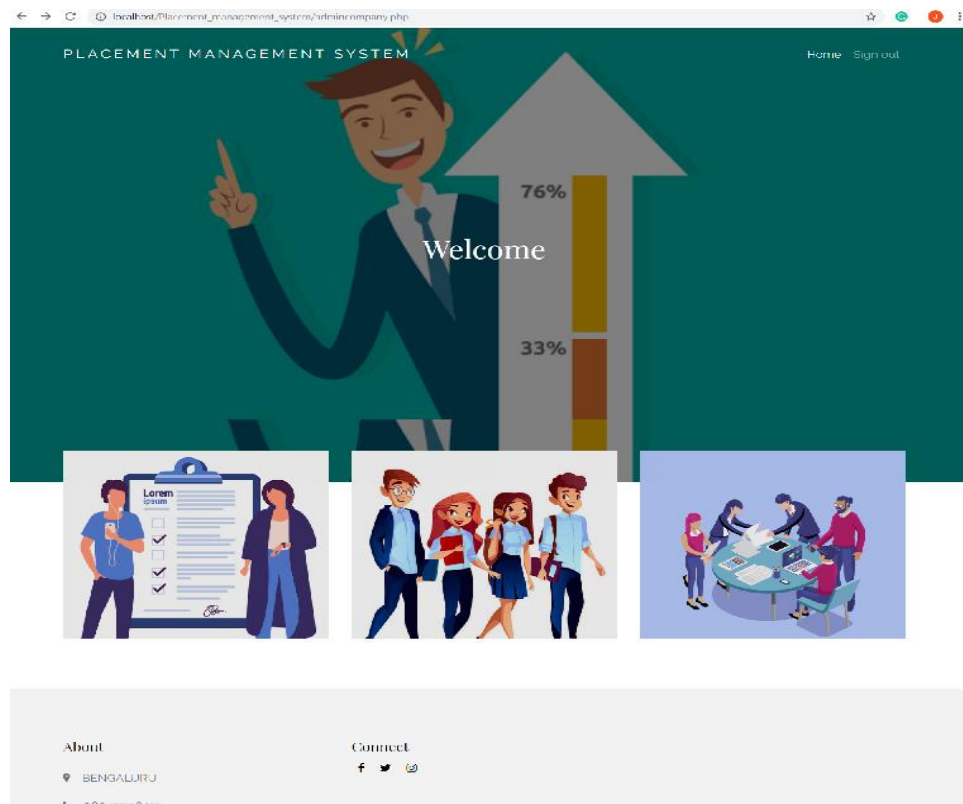 localhost/Placement_management_system/admincompany.php
J
PLACEMENT MANAGEMENT SYSTEM
Home Sign out
76%
Welcome
33%
Lorem
ipsum
About
Connect
BENGALURU